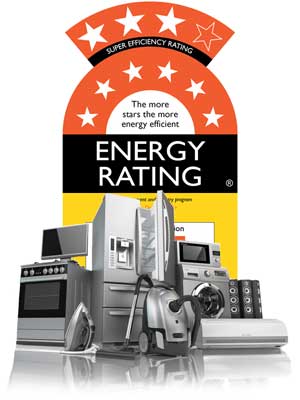 SUPER EFFICIENCY RATING
The more
stars the more
energy efficient
ENERGY
RATING ®